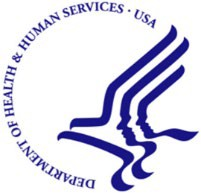 DEPARTMENT OF HEALTH & HUMAN SERVICES · USA